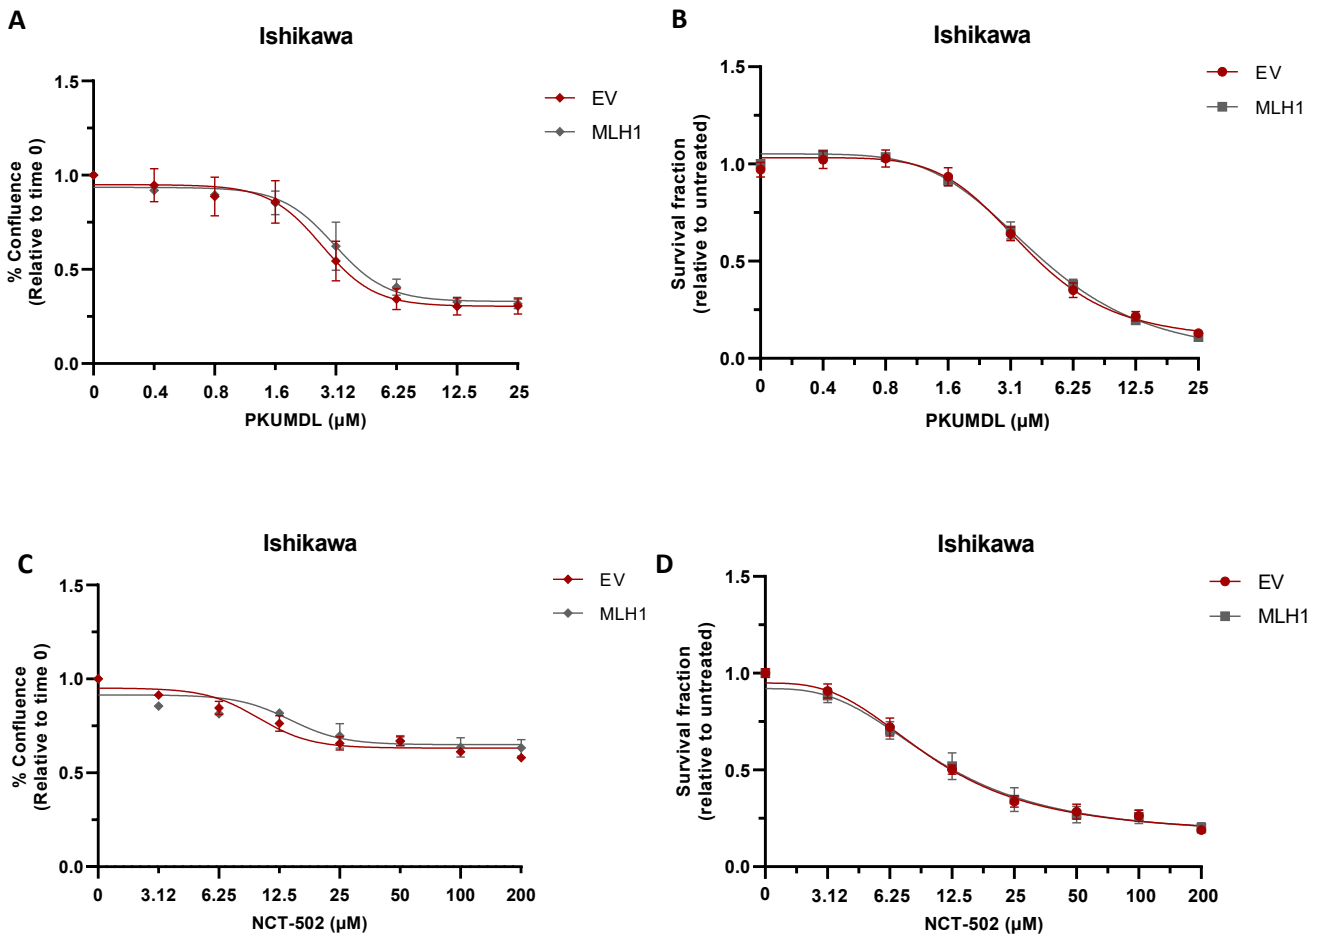 A
Ishikawa
1.5
1.0
0.5
0.0
% Confluence
(Relative to time 0)
0 0.4 0.8 1.6 3.12 6.25 12.5 25
PKUMDL (µM)
EV
MLH1
B
Ishikawa
1.5
1.0
0.5
0.0
Survival fraction
(relative to untreated)
0 0.4 0.8 1.6 3.1 6.25 12.5 25
PKUMDL (µM)
EV
MLH1
C
Ishikawa
1.5
1.0
0.5
0.0
% Confluence
(Relative to time 0)
0 3.12 6.25 12.5 25 50 100 200
NCT-502 (µM)
EV
MLH1
D
Ishikawa
1.5
1.0
0.5
0.0
Survival fraction
(relative to untreated)
0 3.12 6.25 12.5 25 50 100 200
NCT-502 (µM)
EV
MLH1